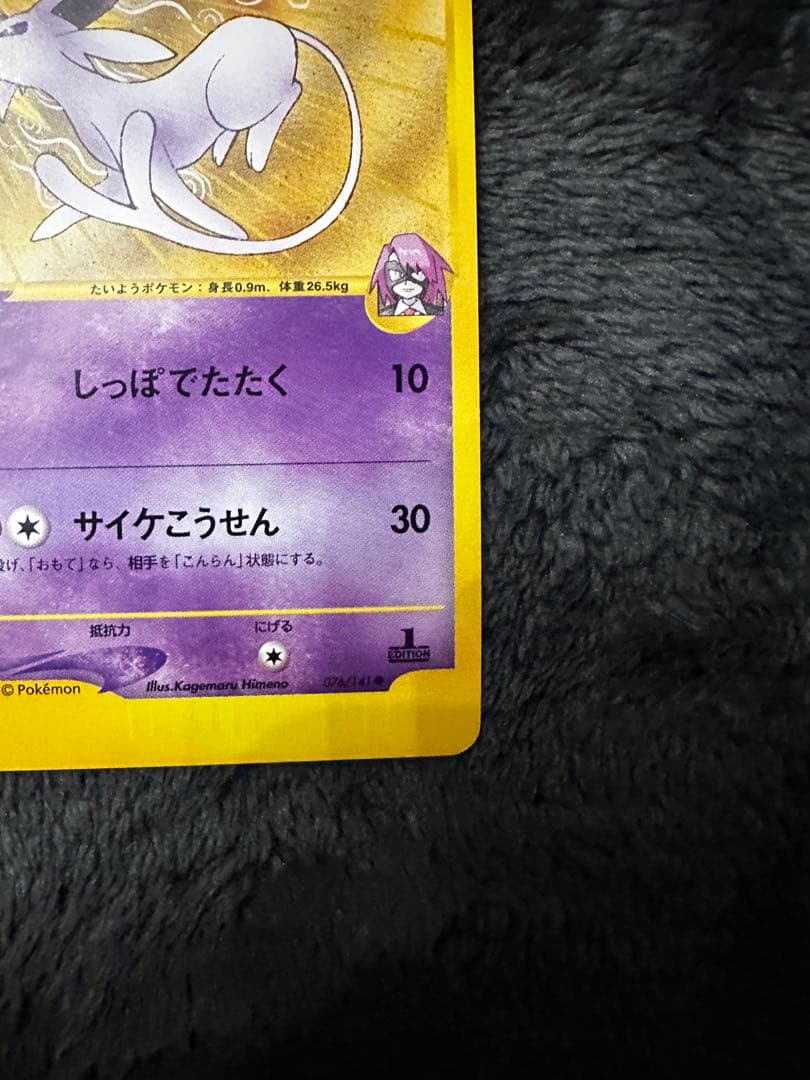 たいようポケモン：身長0.9m、体重26.5kg
しっぽでたたく 10
サイケこうせん 30
投げ、「おもて」なら、相手を「こんらん」状態にする。
抵抗力 にげる
1 EDITION
© Pokémon Illus.Kagemaru Himeno 076/141